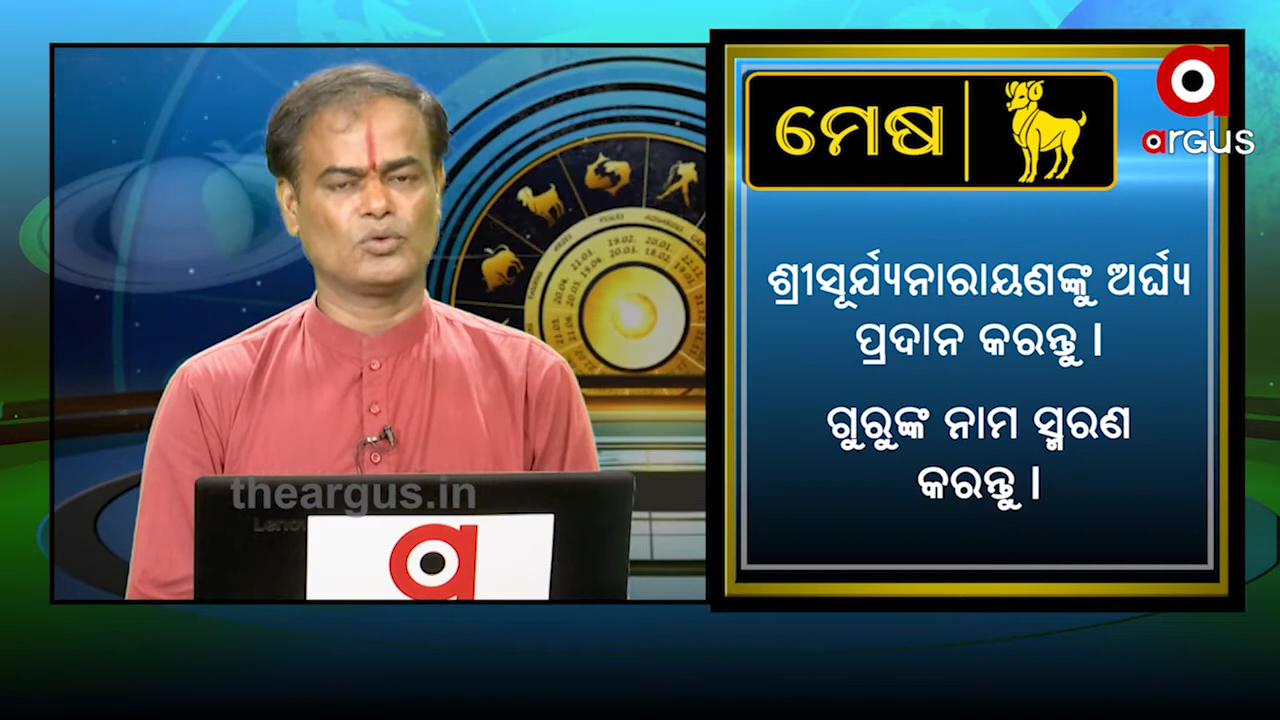 ମେଷ
argus
ଶ୍ରୀସୂର୍ଯ୍ୟନାରାୟଣଙ୍କୁ ଅର୍ଘ୍ୟ
ପ୍ରଦାନ କରନ୍ତୁ ।
ଗୁରୁଙ୍କ ନାମ ସ୍ମରଣ
କରନ୍ତୁ ।
theargus.in